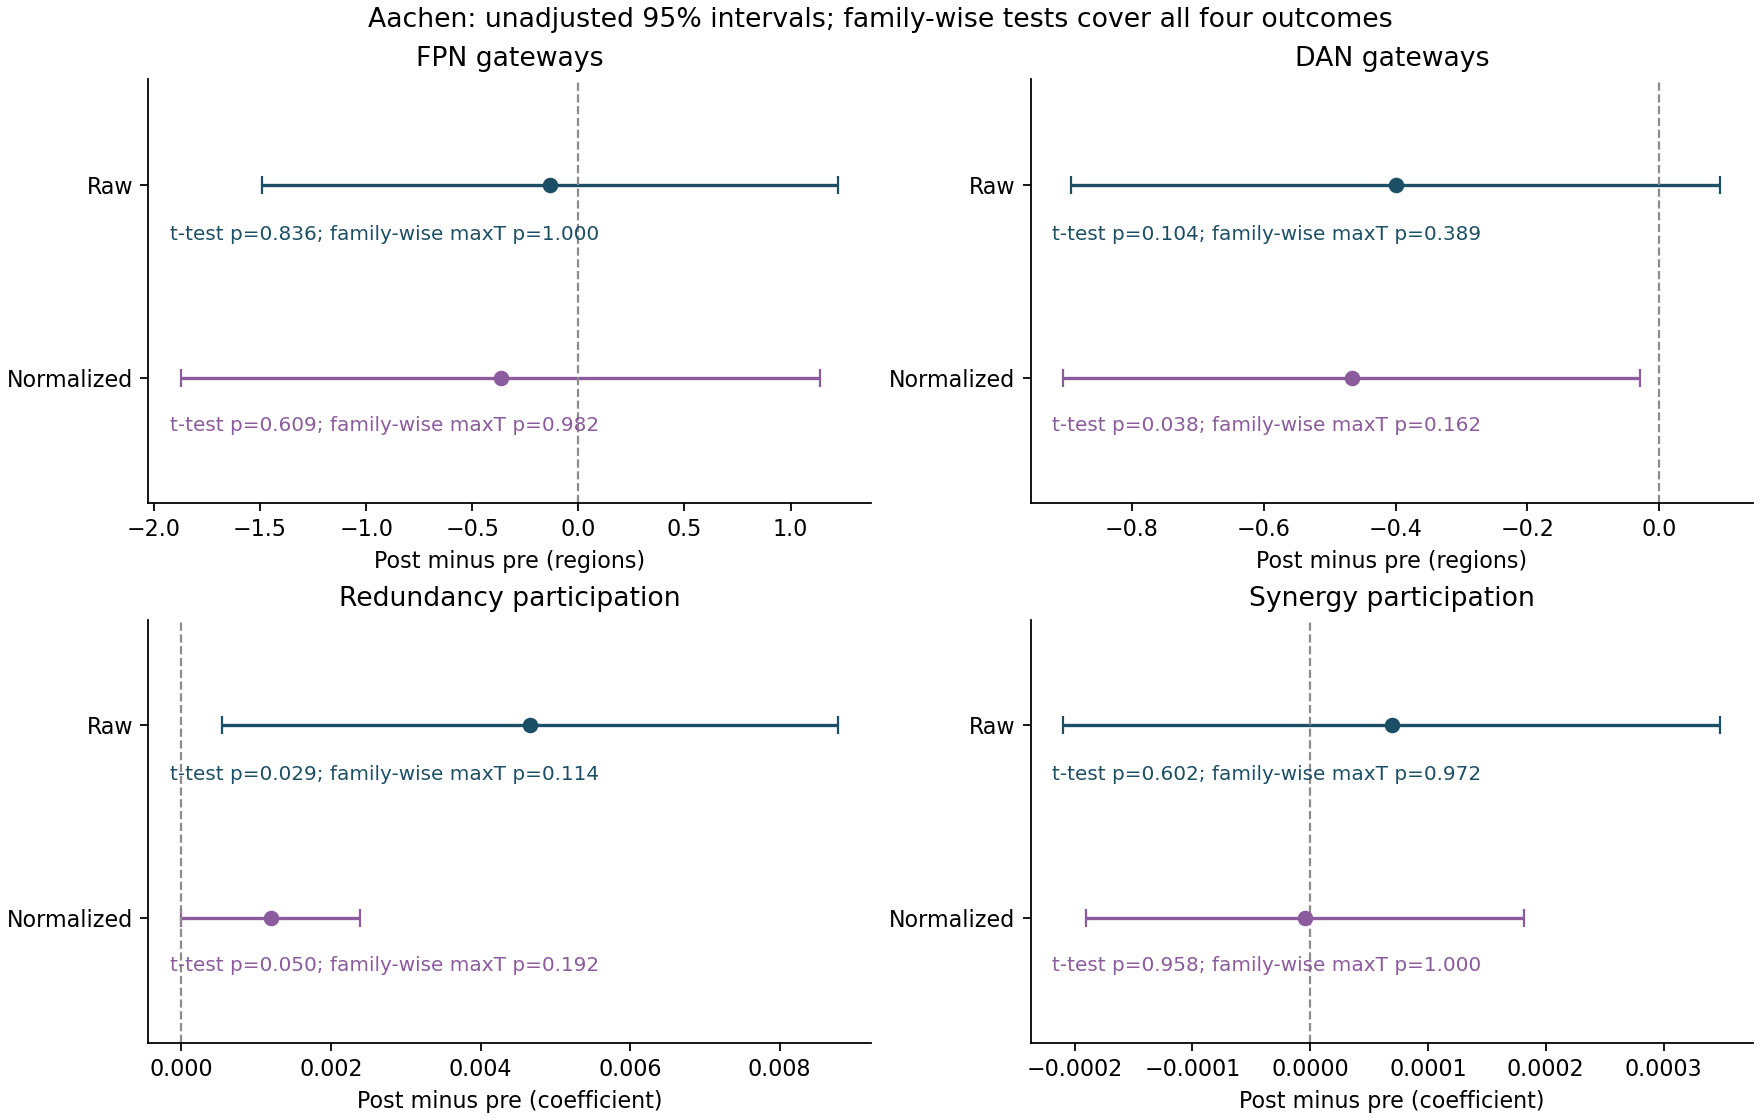 Aachen: unadjusted 95% intervals; family-wise tests cover all four outcomes
FPN gateways
Raw
t-test p=0.836; family-wise maxT p=1.000
Normalized
t-test p=0.609; family-wise maxT p=0.982
−2.0 −1.5 −1.0 −0.5 0.0 0.5 1.0
Post minus pre (regions)
DAN gateways
Raw
t-test p=0.104; family-wise maxT p=0.389
Normalized
t-test p=0.038; family-wise maxT p=0.162
−0.8 −0.6 −0.4 −0.2 0.0
Post minus pre (regions)
Redundancy participation
Raw
t-test p=0.029; family-wise maxT p=0.114
Normalized
t-test p=0.050; family-wise maxT p=0.192
0.000 0.002 0.004 0.006 0.008
Post minus pre (coefficient)
Synergy participation
Raw
t-test p=0.602; family-wise maxT p=0.972
Normalized
t-test p=0.958; family-wise maxT p=1.000
−0.0002 −0.0001 0.0000 0.0001 0.0002 0.0003
Post minus pre (coefficient)